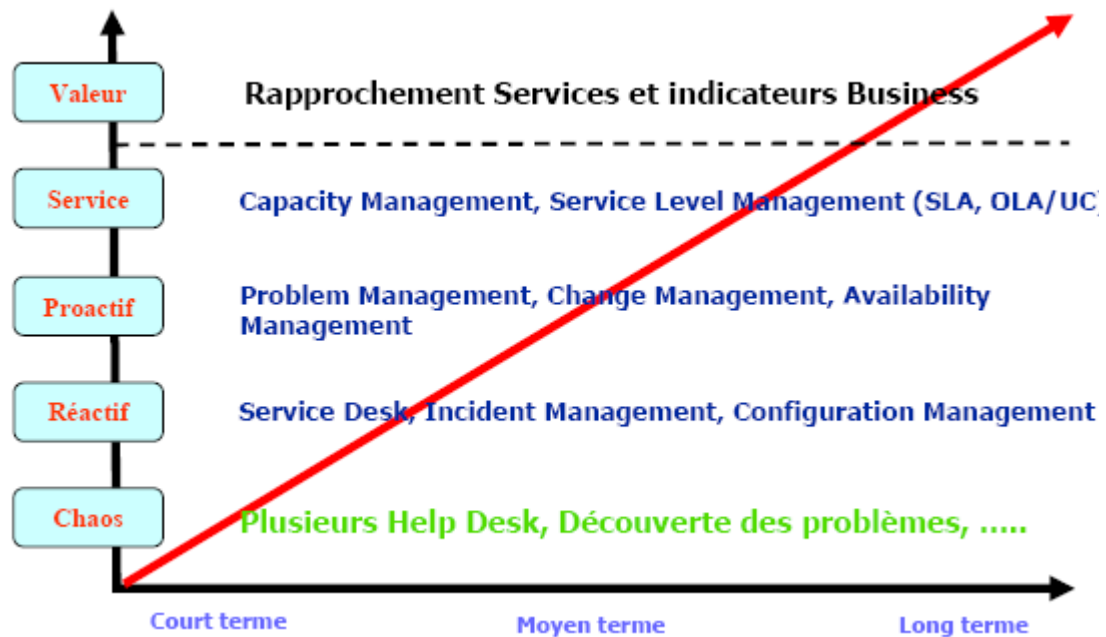 Valeur
Rapprochement Services et indicateurs Business
Service
Capacity Management, Service Level Management (SLA, OLA/UC)
Proactif
Problem Management, Change Management, Availability
Management
Réactif
Service Desk, Incident Management, Configuration Management
Chaos
Plusieurs Help Desk, Découverte des problèmes, .....
Court terme
Moyen terme
Long terme